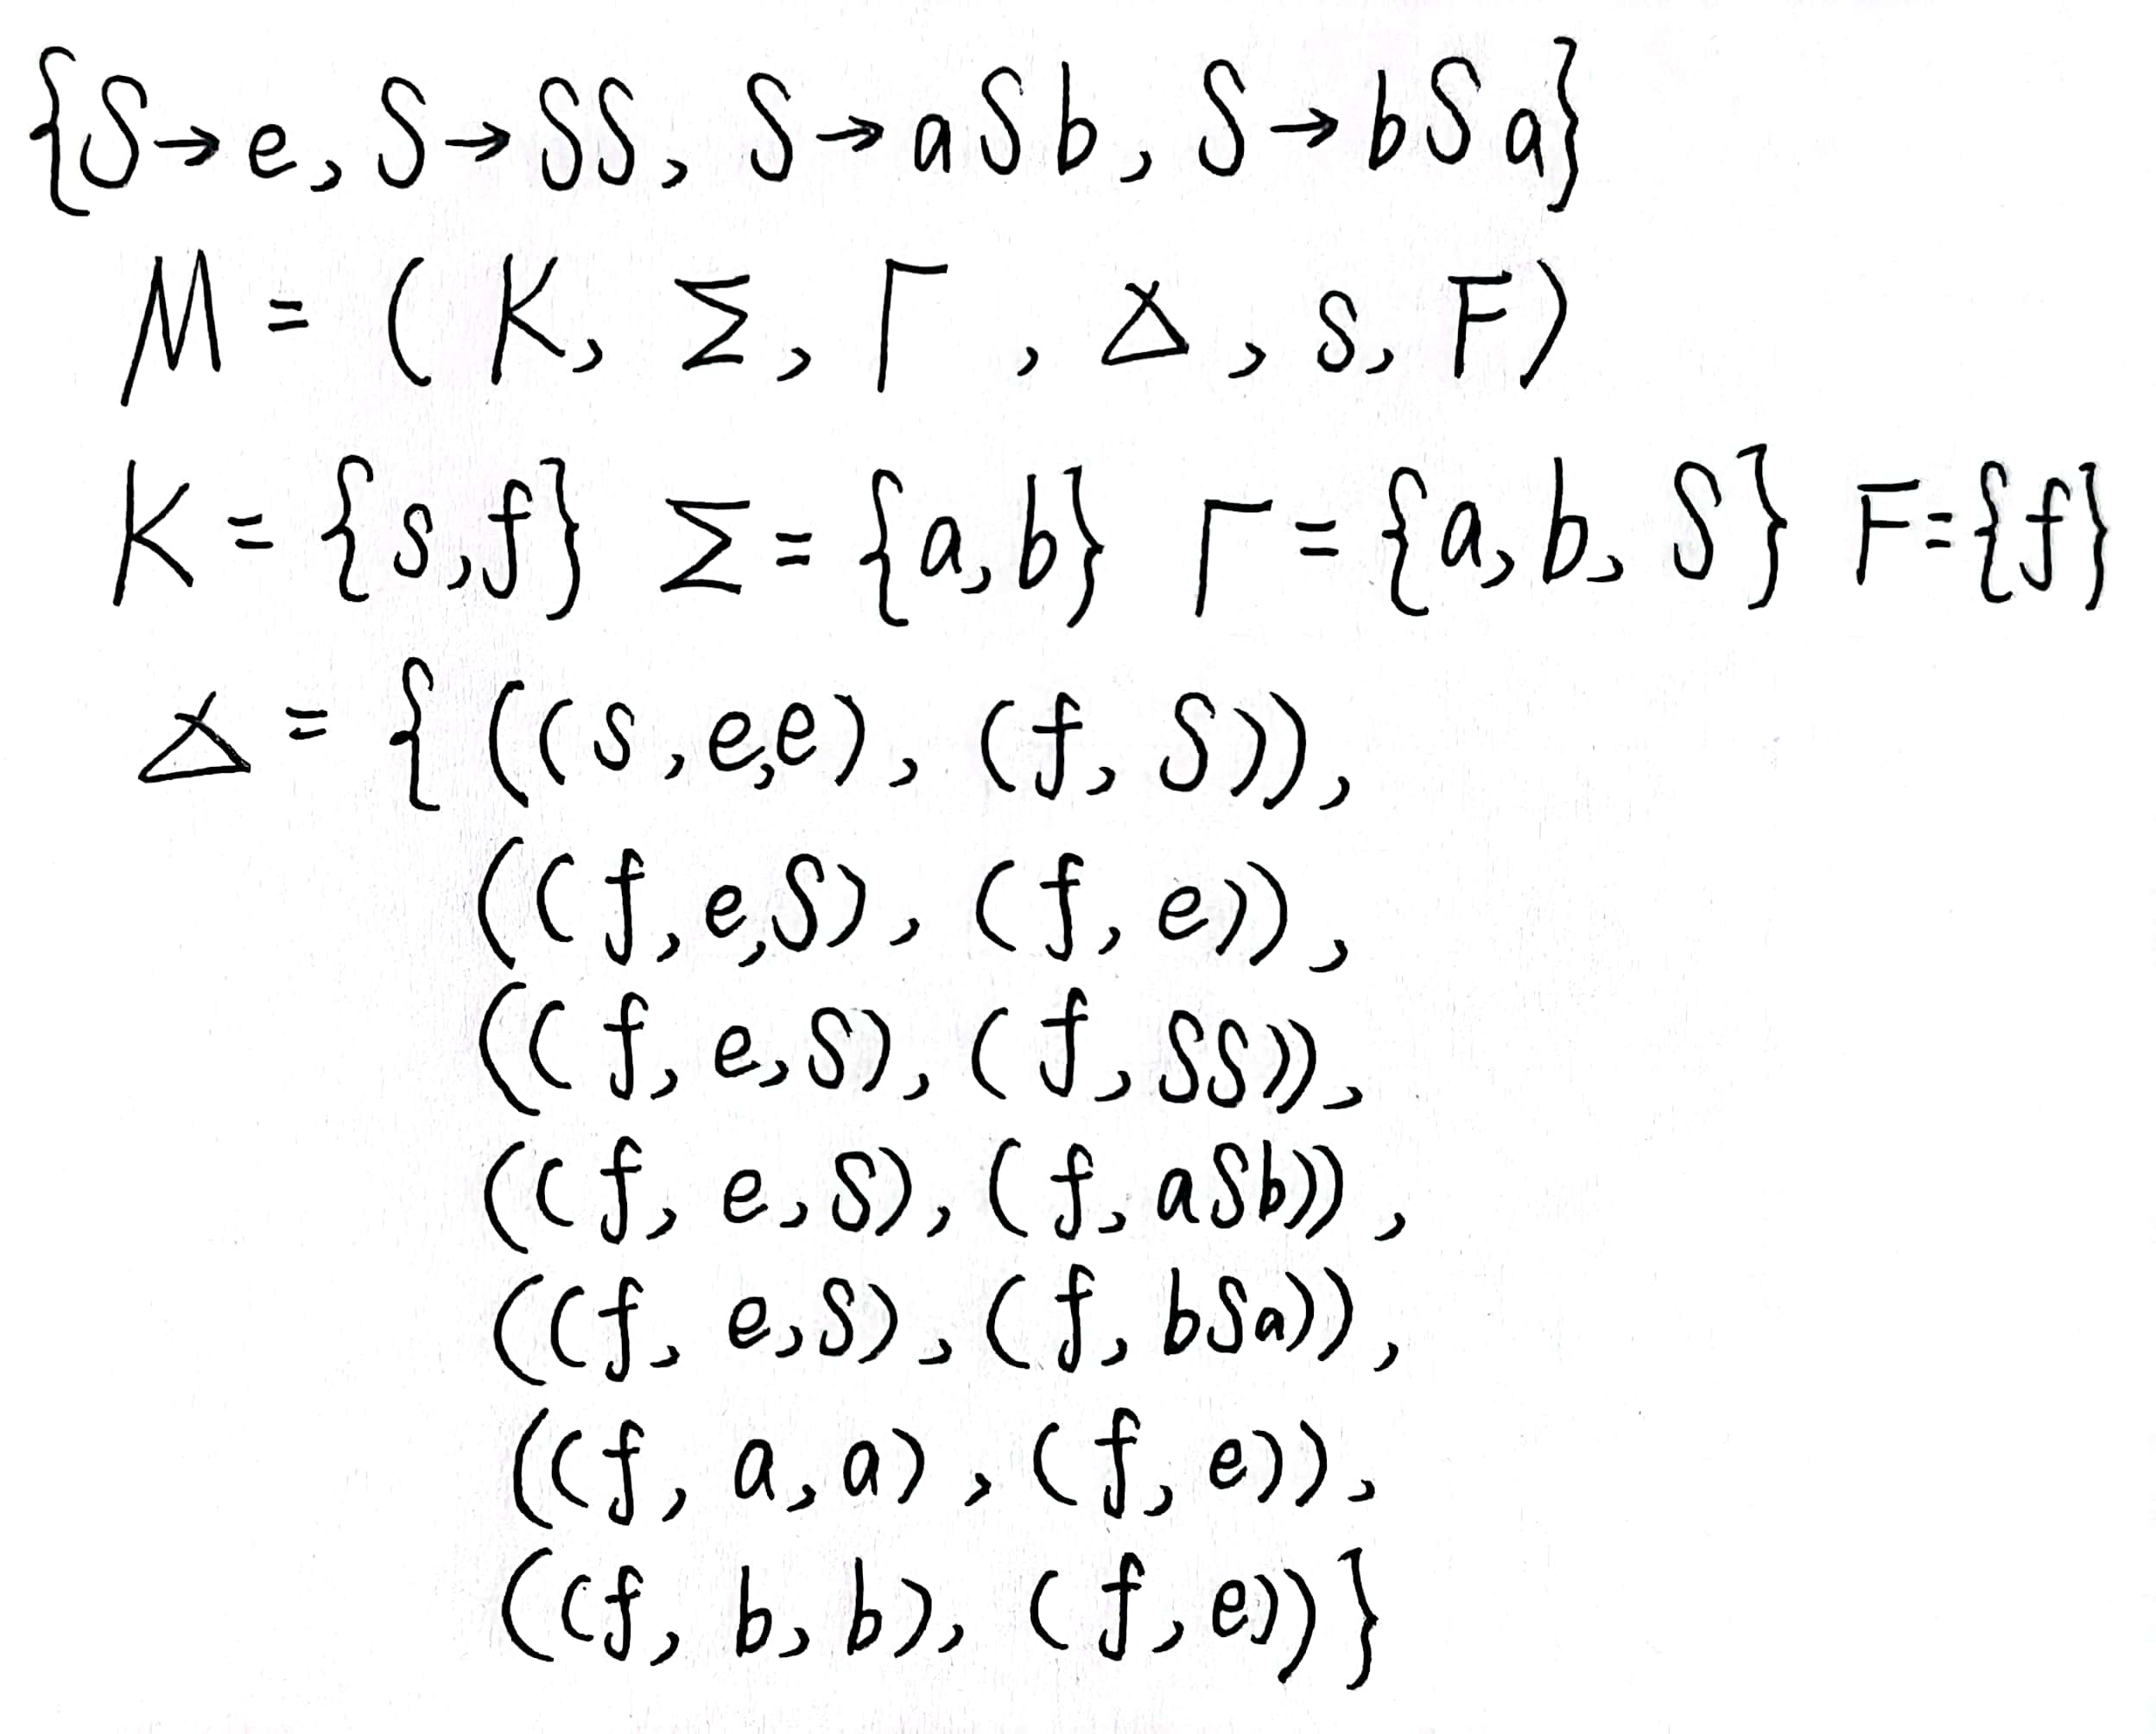 {S→e, S→SS, S→aSb, S→bSa}
M = (K, Σ, Γ, Δ, s, F)
K = {s,f} Σ = {a,b} Γ = {a,b,S} F={f}
Δ = { ((s,e,e), (f,S)),
((f,e,S), (f,e)),
((f,e,S), (f,SS)),
((f,e,S), (f,aSb)),
((f,e,S), (f,bSa)),
((f,a,a), (f,e)),
((f,b,b), (f,e)) }